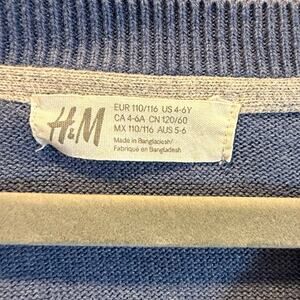 H&M
EUR 110/116 US 4-6Y
CA 4-6A CN 120/60
MX 110/116 AUS 5-6
Made in Bangladesh/
Fabriqué en Bangladesh